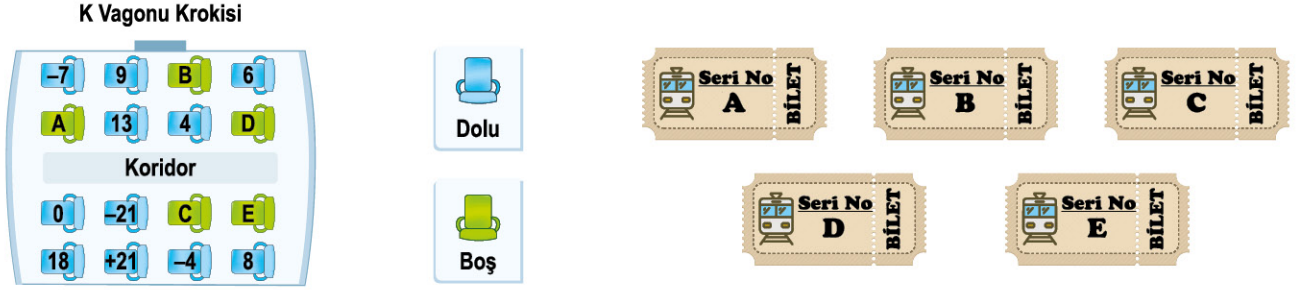 K Vagonu Krokisi
–7 9 B 6
A 13 4 D
Koridor
0 –21 C E
18 +21 –4 8
Dolu
Boş
Seri No
A
BİLET
Seri No
B
BİLET
Seri No
C
BİLET
Seri No
D
BİLET
Seri No
E
BİLET